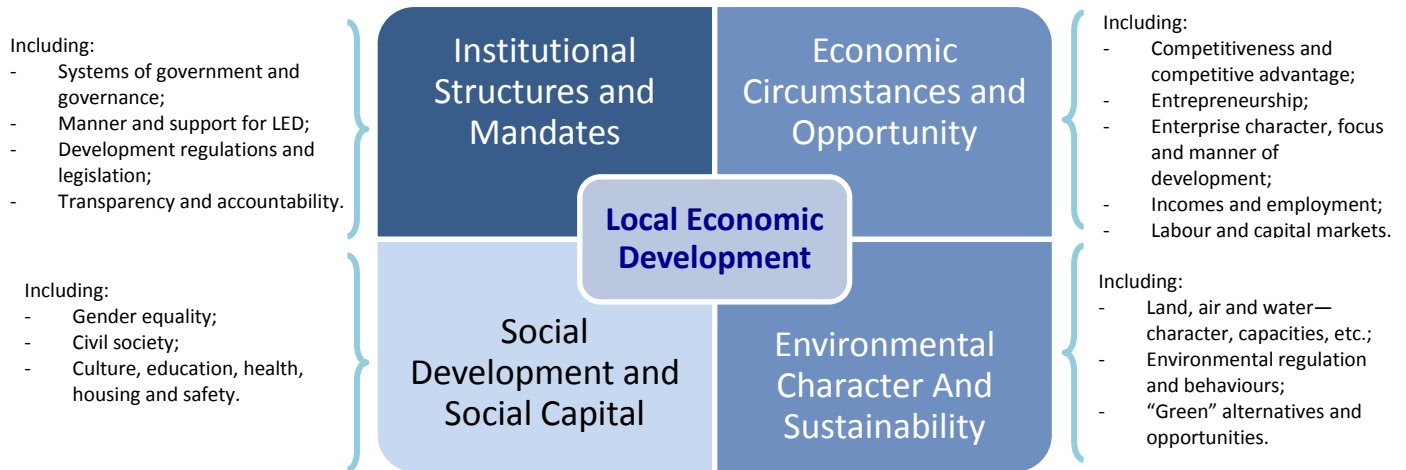 Including:
- Systems of government and
governance;
- Manner and support for LED;
- Development regulations and
legislation;
- Transparency and accountability.
Institutional
Structures and
Mandates
Economic
Circumstances and
Opportunity
Including:
- Competitiveness and
competitive advantage;
- Entrepreneurship;
- Enterprise character, focus
and manner of
development;
- Incomes and employment;
- Labour and capital markets.
Local Economic
Development
Including:
- Gender equality;
- Civil society;
- Culture, education, health,
housing and safety.
Social
Development and
Social Capital
Environmental
Character And
Sustainability
Including:
- Land, air and water—
character, capacities, etc.;
- Environmental regulation
and behaviours;
- “Green” alternatives and
opportunities.